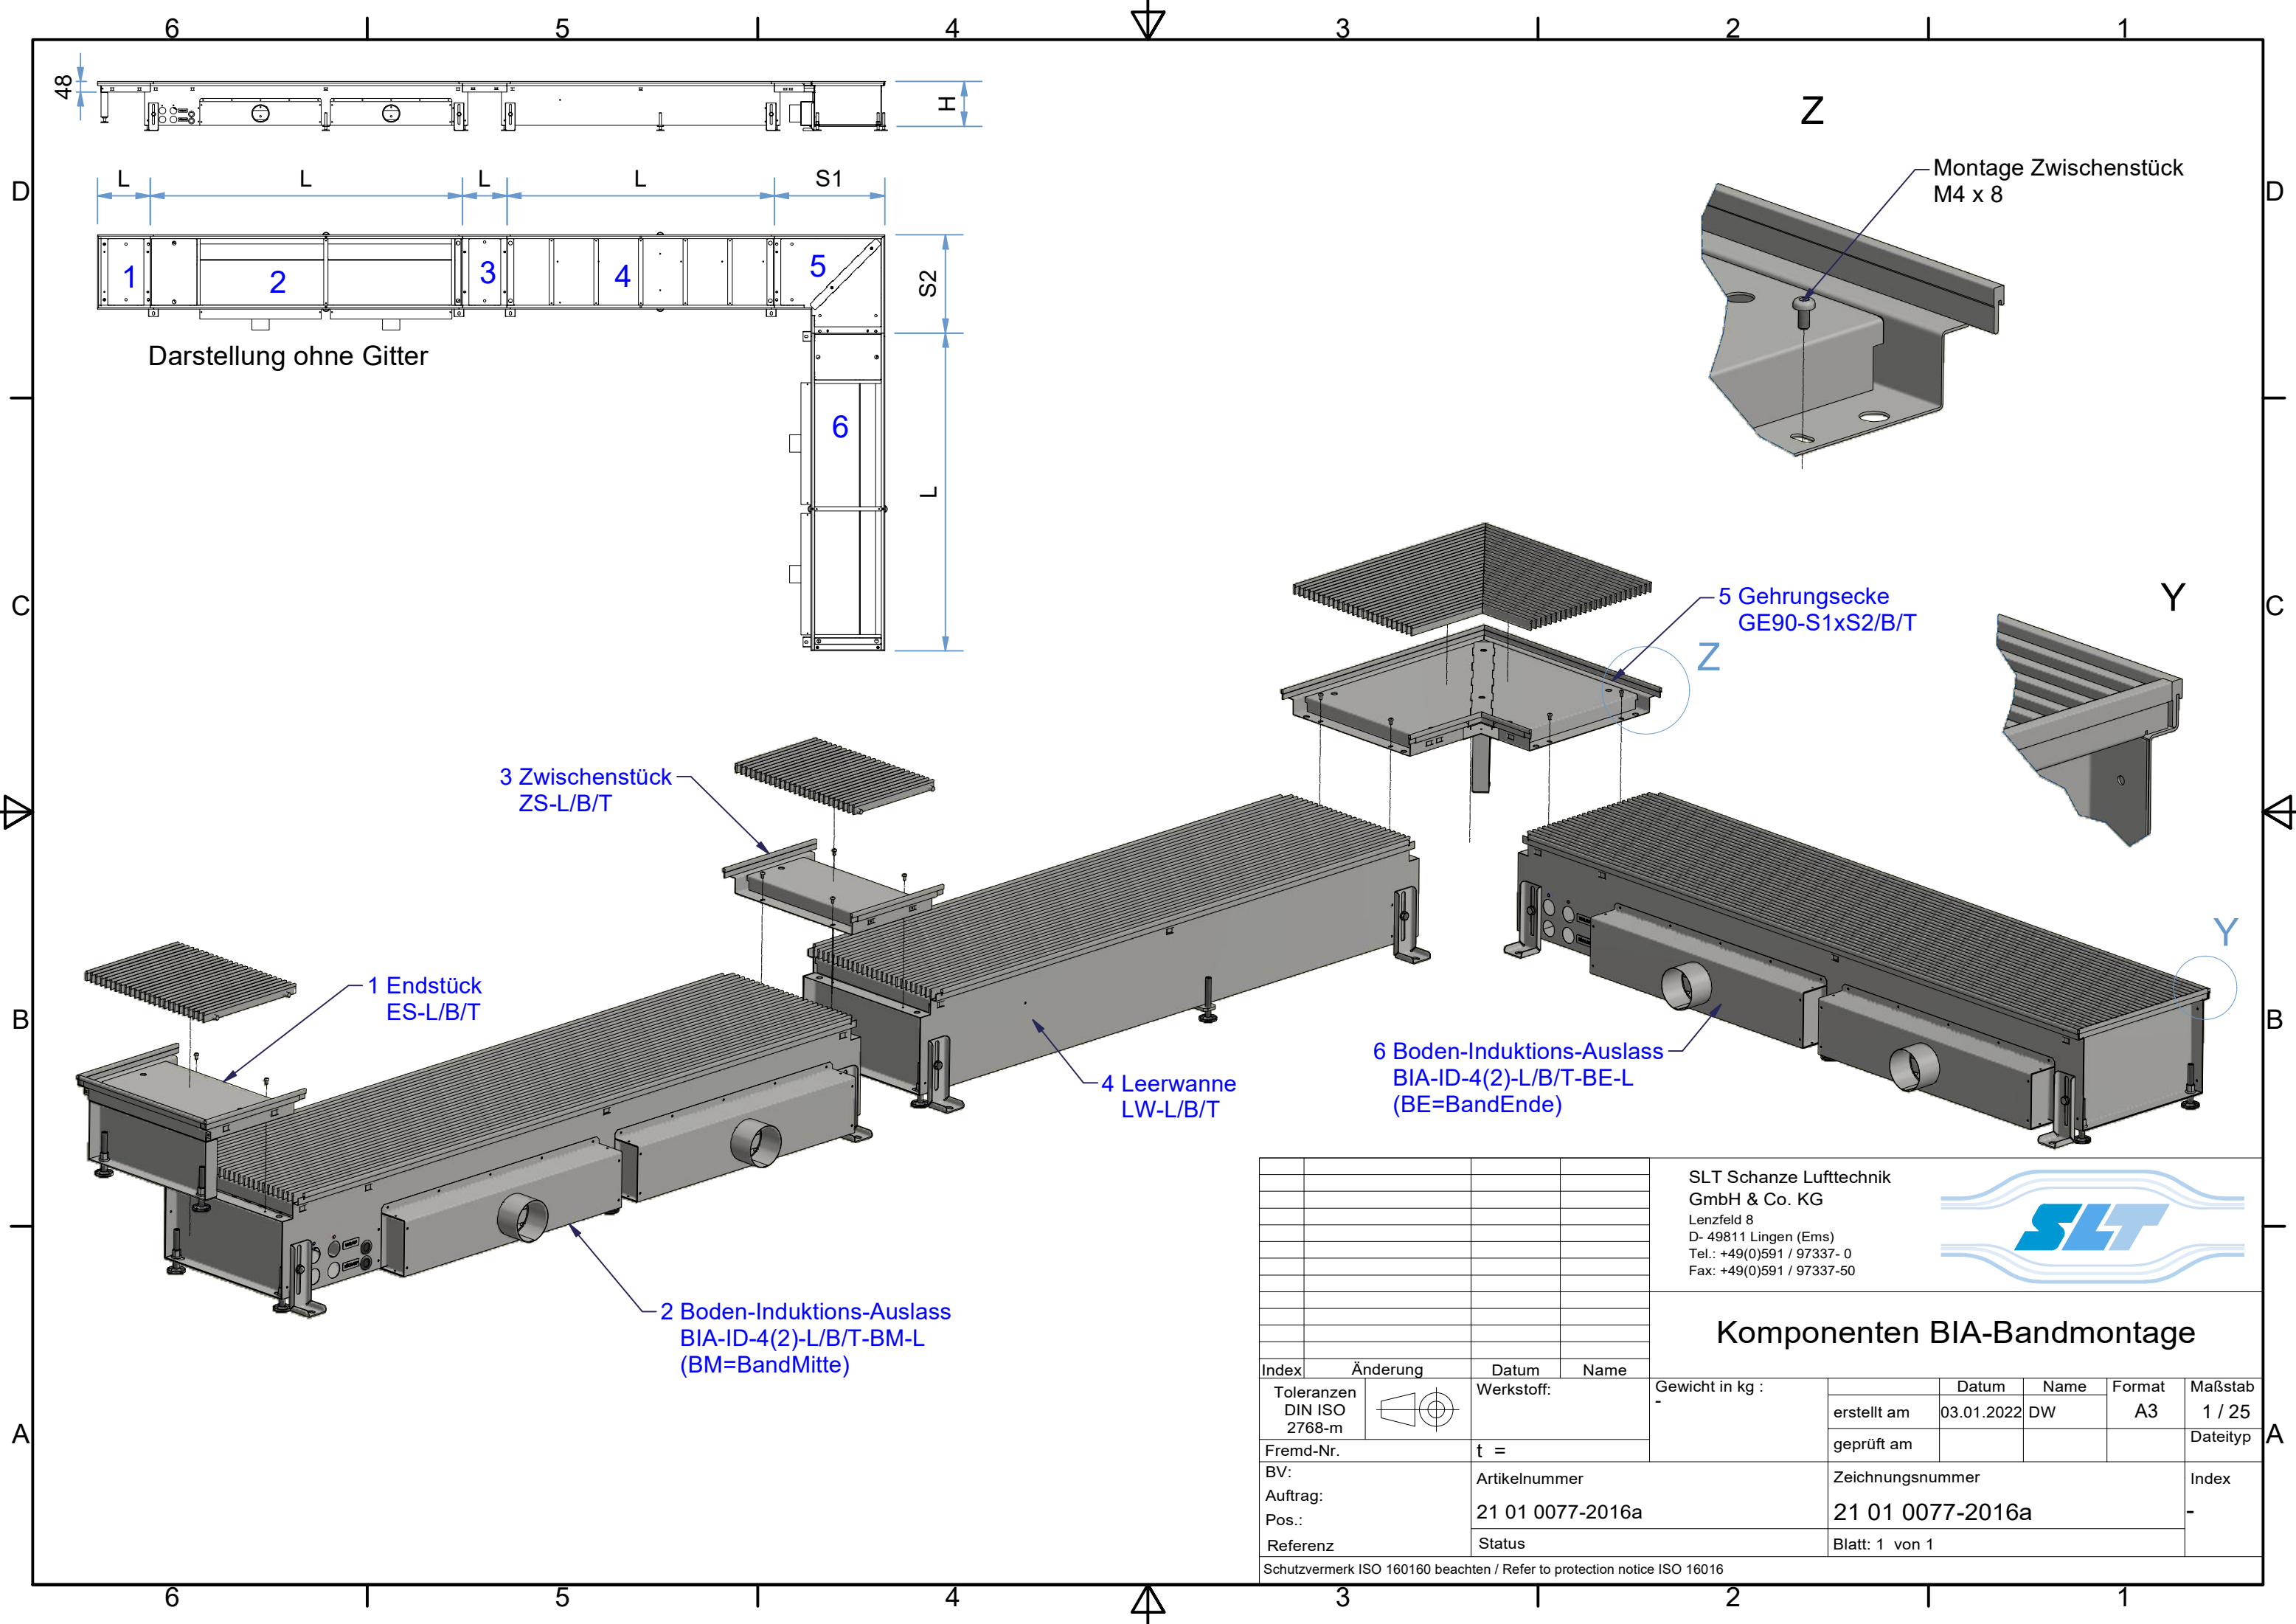 6 5 4 3 2 1
48
H
Z
Montage Zwischenstück
M4 x 8
D
D
L L L L S1
1 2 3 4 5
S2
Darstellung ohne Gitter
6
L
C
C
Y
5 Gehrungsecke
GE90-S1xS2/B/T
Z
3 Zwischenstück
ZS-L/B/T
Y
1 Endstück
ES-L/B/T
B
B
6 Boden-Induktions-Auslass
BIA-ID-4(2)-L/B/T-BE-L
(BE=BandEnde)
4 Leerwanne
LW-L/B/T
2 Boden-Induktions-Auslass
BIA-ID-4(2)-L/B/T-BM-L
(BM=BandMitte)
A
A
SLT Schanze Lufttechnik
GmbH & Co. KG
Lenzfeld 8
D- 49811 Lingen (Ems)
Tel.: +49(0)591 / 97337- 0
Fax: +49(0)591 / 97337-50
SLT
Komponenten BIA-Bandmontage
Index Änderung Datum Name
Toleranzen
DIN ISO
2768-m
Werkstoff:
Gewicht in kg :
-
Datum Name Format Maßstab
erstellt am 03.01.2022 DW A3 1 / 25
geprüft am Dateityp
Fremd-Nr. t =
BV:
Auftrag:
Pos.:
Referenz
Artikelnummer
21 01 0077-2016a
Status
Zeichnungsnummer
21 01 0077-2016a
Blatt: 1 von 1
Index
-
Schutzvermerk ISO 160160 beachten / Refer to protection notice ISO 16016
6 5 4 3 2 1